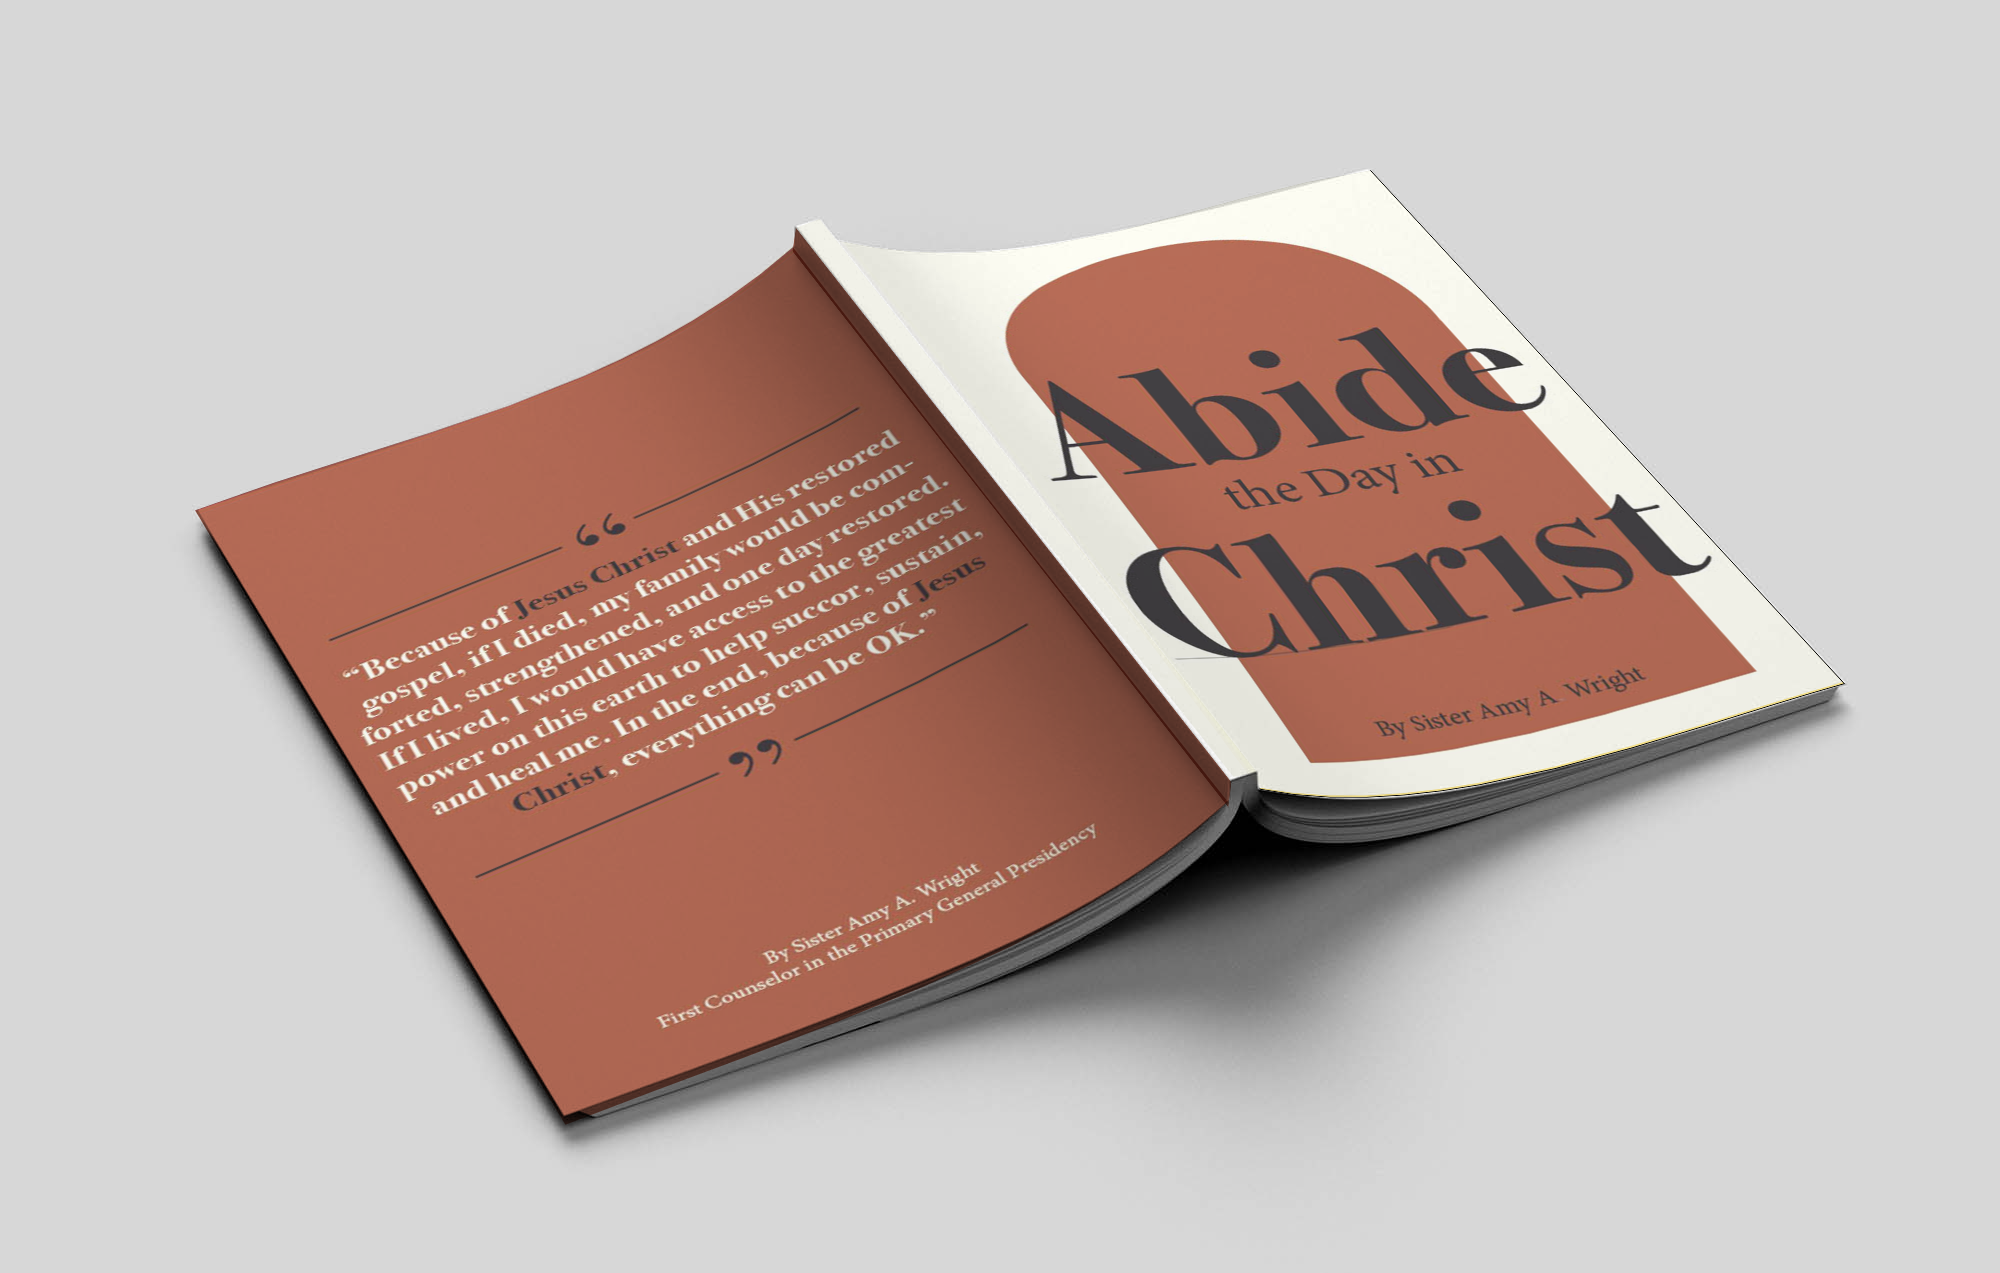 “Because of Jesus Christ and His restored
gospel, if I died, my family would be com-
forted, strengthened, and one day restored.
If I lived, I would have access to the greatest
power on this earth to help succor, sustain,
and heal me. In the end, because of Jesus
Christ, everything can be OK.”
By Sister Amy A. Wright
First Counselor in the Primary General Presidency
Abide
the Day in
Christ
By Sister Amy A. Wright